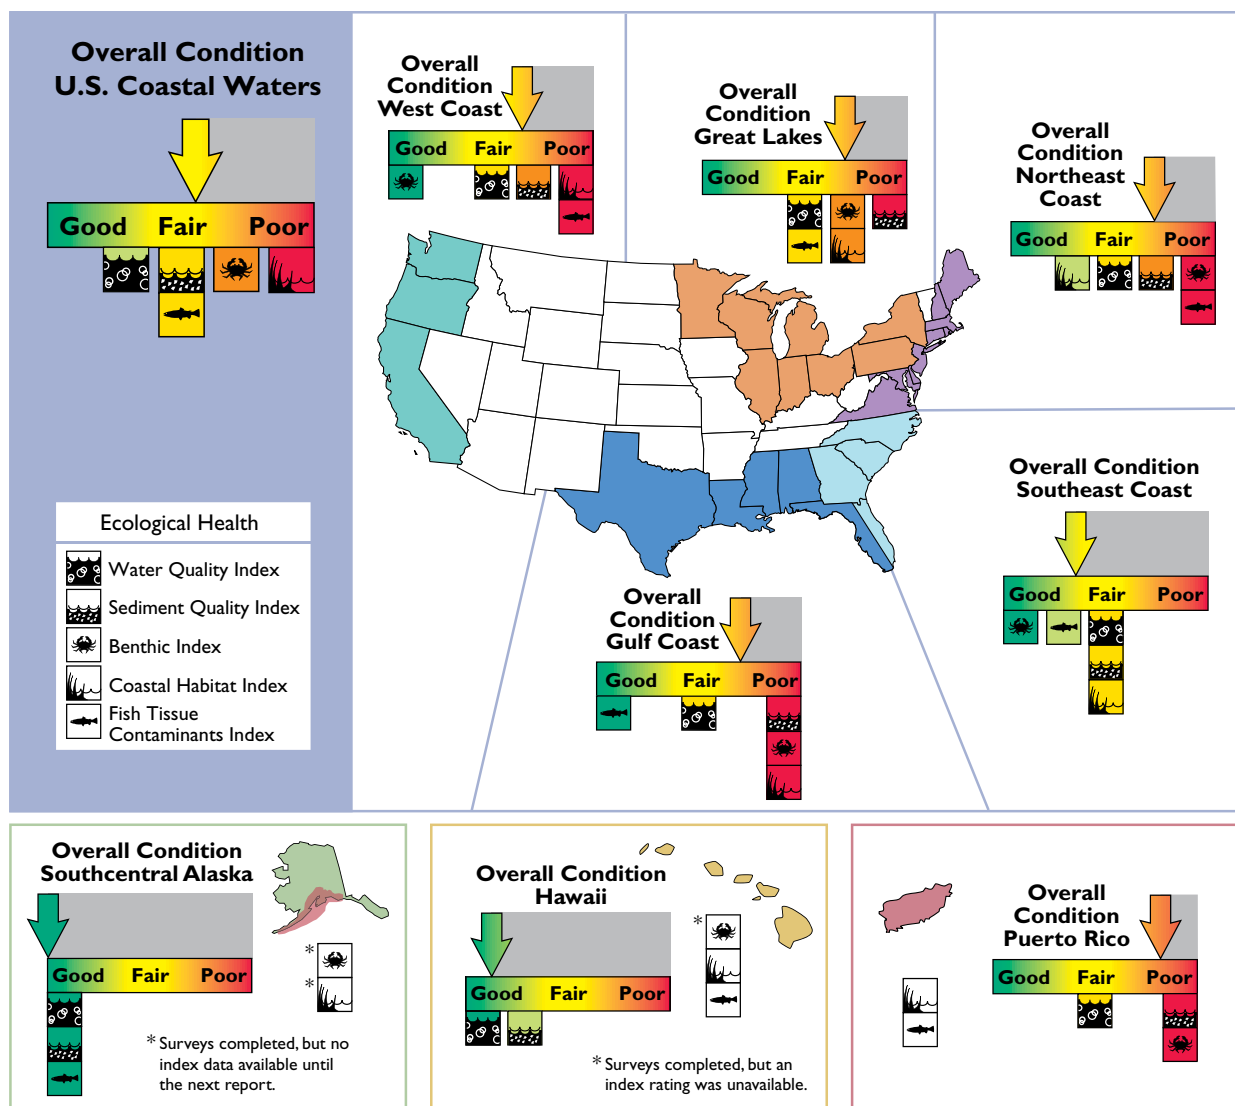 Overall Condition
U.S. Coastal Waters
Good Fair Poor
Ecological Health
Water Quality Index
Sediment Quality Index
Benthic Index
Coastal Habitat Index
Fish Tissue
Contaminants Index
Overall
Condition
West Coast
Good Fair Poor
Overall
Condition
Great Lakes
Good Fair Poor
Overall
Condition
Northeast
Coast
Good Fair Poor
Overall Condition
Southeast Coast
Good Fair Poor
Overall
Condition
Gulf Coast
Good Fair Poor
Overall Condition
Southcentral Alaska
Good Fair Poor
*
*
* Surveys completed, but no
index data available until
the next report.
Overall Condition
Hawaii
Good Fair Poor
*
* Surveys completed, but an
index rating was unavailable.
Overall
Condition
Puerto Rico
Good Fair Poor